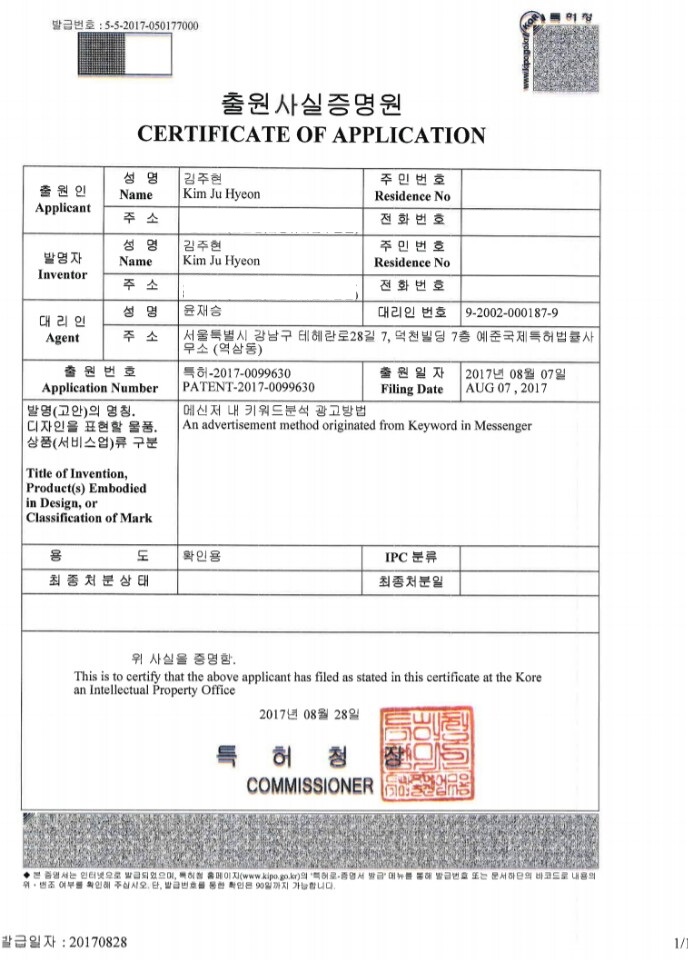 발급번호 : 5-5-2017-050177000
특허청
KOR
www.kipo.go.kr
출원사실증명원
CERTIFICATE OF APPLICATION
출 원 인
Applicant
성 명
Name
김주현
Kim Ju Hyeon
주 민 번 호
Residence No
주 소
전 화 번 호
발명자
Inventor
성 명
Name
김주현
Kim Ju Hyeon
주 민 번 호
Residence No
주 소
전 화 번 호
대 리 인
Agent
성 명
윤재승
대리인 번호
9-2002-000187-9
주 소
서울특별시 강남구 테헤란로28길 7, 덕천빌딩 7층 예준국제특허법률사
무소 (역삼동)
출 원 번 호
Application Number
특허-2017-0099630
PATENT-2017-0099630
출 원 일 자
Filing Date
2017년 08월 07일
AUG 07 , 2017
발명(고안)의 명칭,
디자인을 표현할 물품,
상품(서비스업)류 구분
Title of Invention,
Product(s) Embodied
in Design, or
Classification of Mark
메신저 내 키워드분석 광고방법
An advertisement method originated from Keyword in Messenger
용 도
확인용
IPC 분류
최 종 처 분 상 태
최종처분일
위 사실을 증명함.
This is to certify that the above applicant has filed as stated in this certificate at the Kore
an Intellectual Property Office
2017년 08월 28일
특 허 청 장
COMMISSIONER
◆ 본 증명서는 인터넷으로 발급되었으며, 특허청 홈페이지(www.kipo.go.kr)의 '특허로-증명서 발급' 메뉴를 통해 발급번호 또는 문서하단의 바코드로 내용의
위·변조 여부를 확인해 주십시오. 단, 발급번호를 통한 확인은 90일까지 가능합니다.
발급일자 : 20170828
1/1